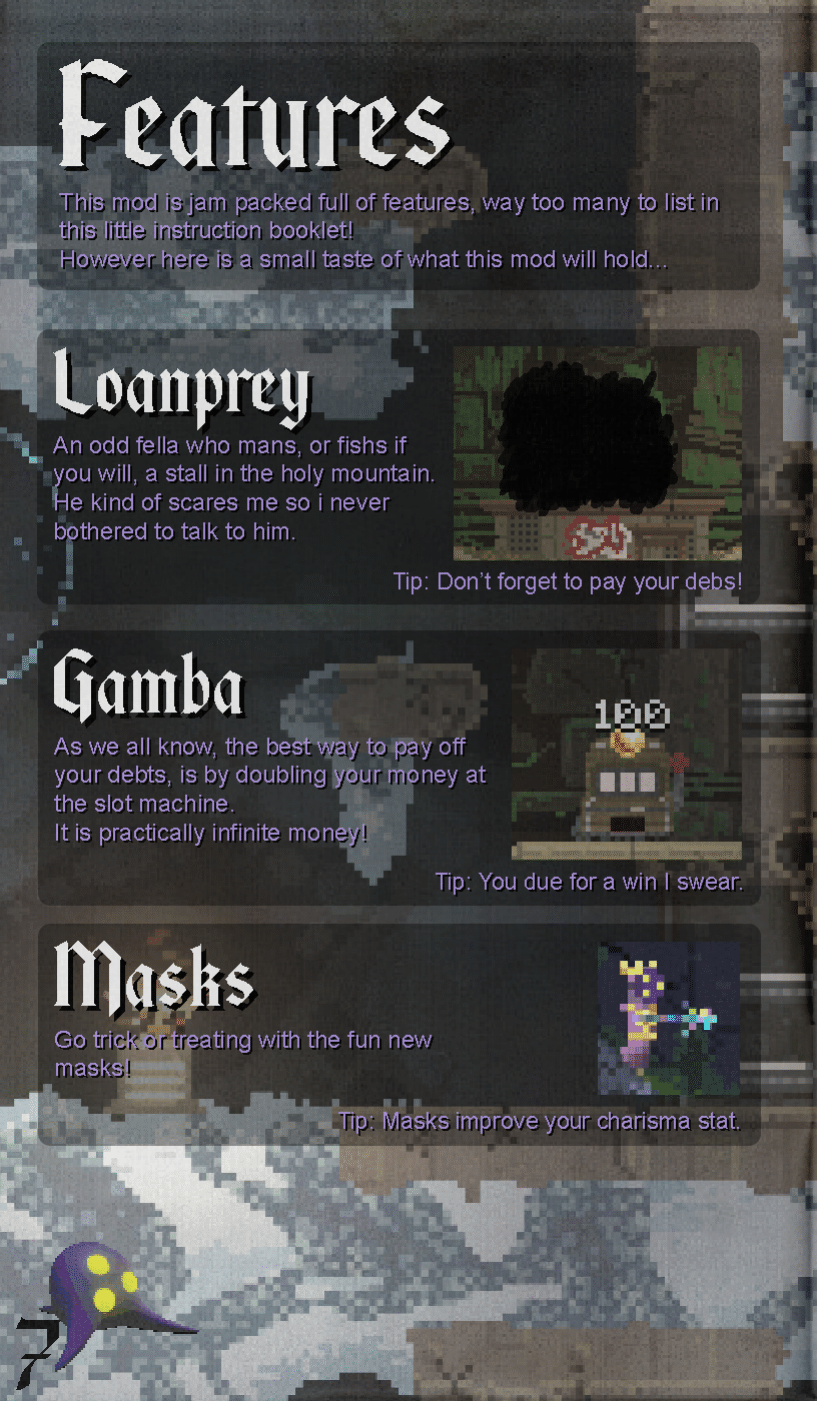 Features
This mod is jam packed full of features, way too many to list in
this little instruction booklet!
However here is a small taste of what this mod will hold...
Loanprey
An odd fella who mans, or fishs if
you will, a stall in the holy mountain.
He kind of scares me so i never
bothered to talk to him.
Tip: Don't forget to pay your debs!
Gamba
As we all know, the best way to pay off
your debts, is by doubling your money at
the slot machine.
It is practically infinite money!
100
Tip: You due for a win I swear.
Masks
Go trick or treating with the fun new
masks!
Tip: Masks improve your charisma stat.
7